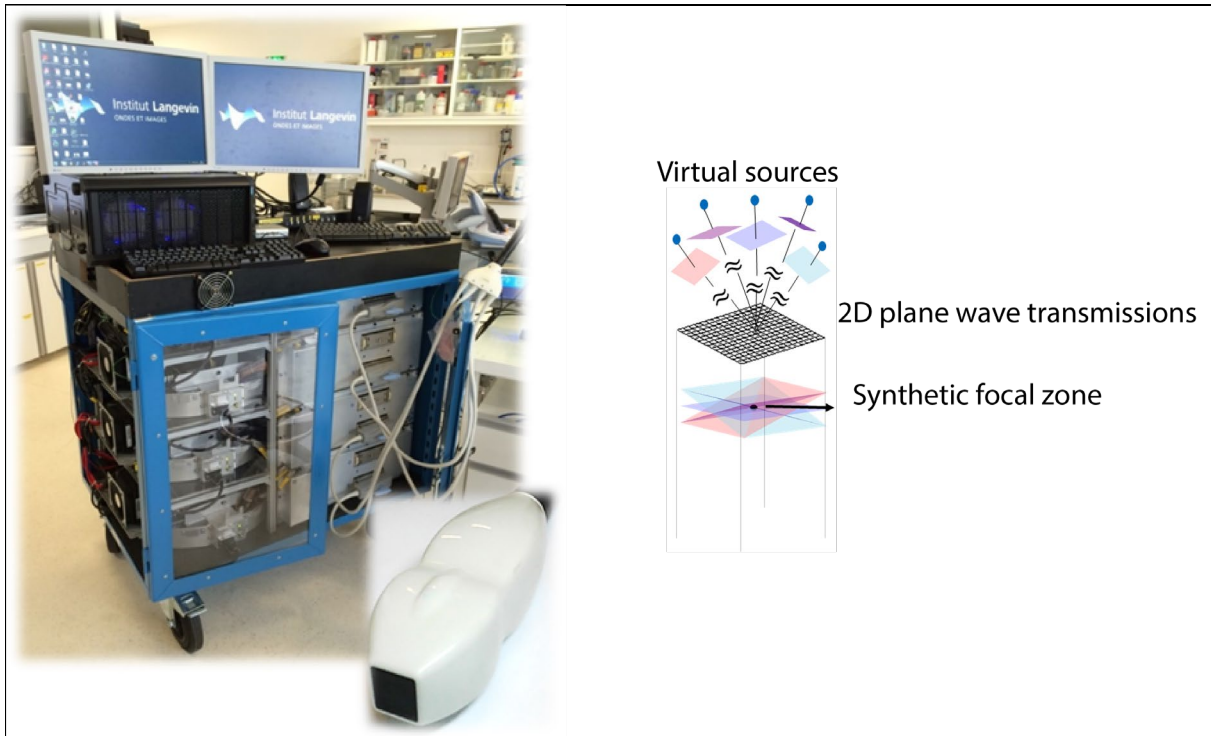 Institut Langevin
ONDES ET IMAGES
Institut Langevin
ONDES ET IMAGES
Virtual sources
2D plane wave transmissions
Synthetic focal zone